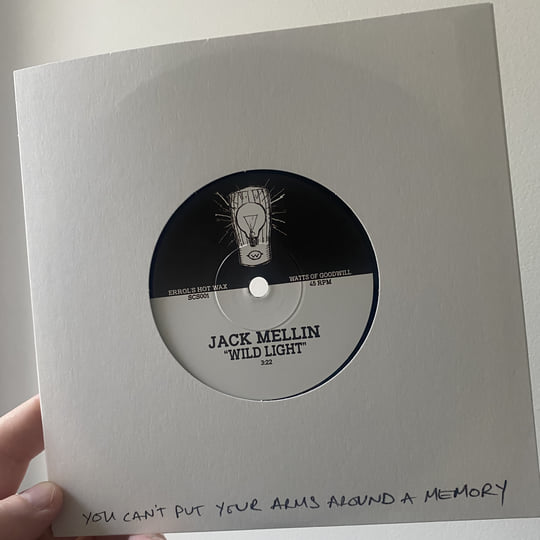 ERROL'S HOT WAX
SCS001
WATTS OF GOODWILL
45 RPM
JACK MELLIN
"WILD LIGHT"
3:22
YOU CAN'T PUT YOUR ARMS AROUND A MEMORY